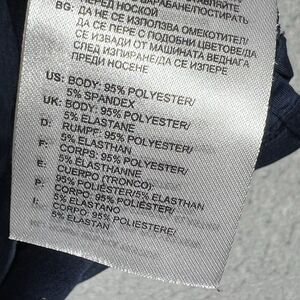 ПРЕД НОСКО
BG: ДА НЕ СЕ ИЗПОЛЗВА ОМЕКОТИТЕЛ/
ДА СЕ ПЕРЕ С ПОДОБНИ ЦВЕТОВЕ/ДА
СЕ ИЗВАДИ ОТ МАШИНАТА ВЕДНАГА
СЛЕД ИЗПИРАНЕ/ДА СЕ ИЗПЕРЕ
ПРЕДИ НОСЕНЕ
US: BODY: 95% POLYESTER/
5% SPANDEX
UK: BODY: 95% POLYESTER/
5% ELASTANE
D: RUMPF: 95% POLYESTER/
5% ELASTAN
F: CORPS: 95% POLYESTER/
5% ELASTHANNE
E: CUERPO (TRONCO):
95% POLIÉSTER/5% ELASTHAN
P: CORPO: 95% POLIÉSTER/
5% ELASTANO
I: CORPO: 95% POLIESTERE/
5% ELASTAN